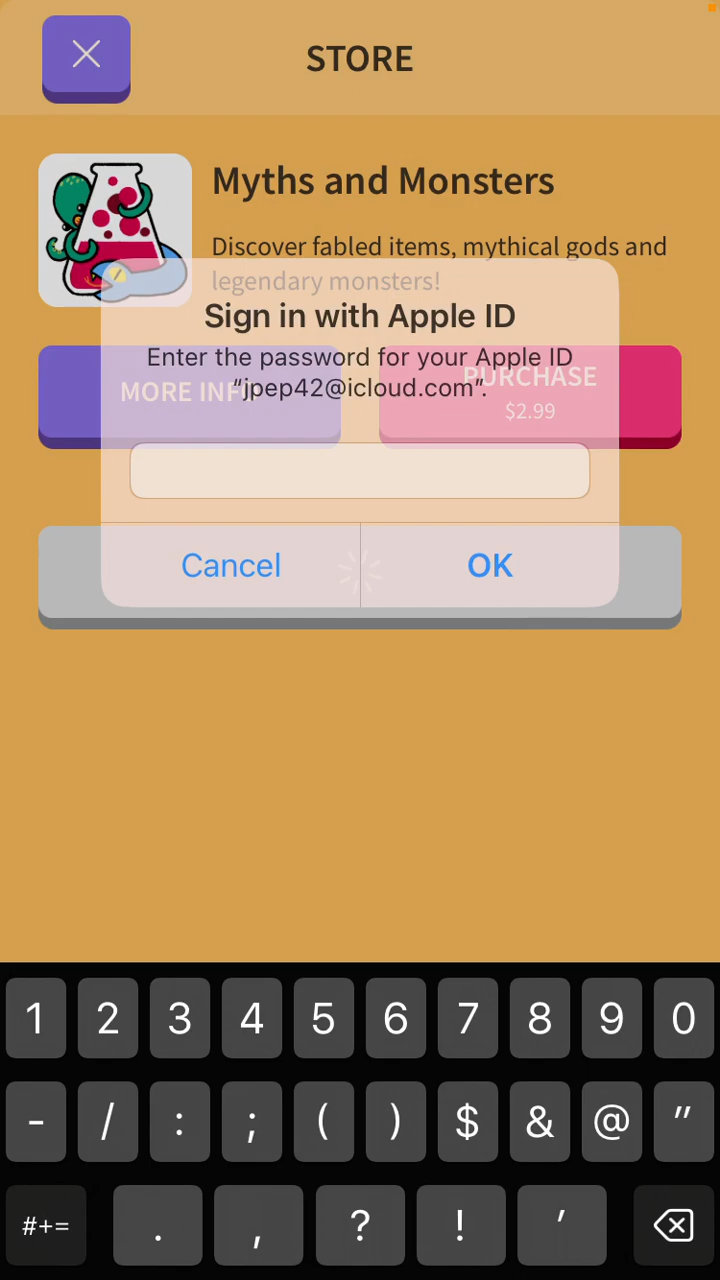 STORE
Myths and Monsters
Discover fabled items, mythical gods and
legendary monsters!
Sign in with Apple ID
Enter the password for your Apple ID
“jpep42@icloud.com”.
MORE INFO
PURCHASE
$2.99
Cancel
OK
1 2 3 4 5 6 7 8 9 0
- / : ; ( ) $ & @ "
#+= . , ? ! '